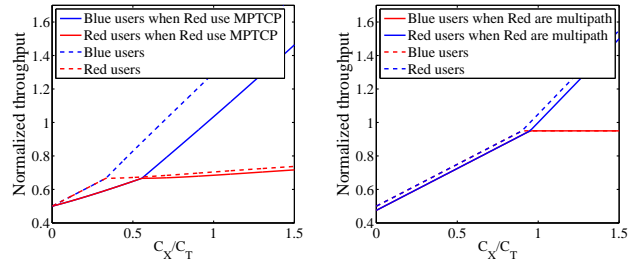 1.6
1.4
1.2
1
0.8
0.6
0.4
0
0.5
1
1.5
Normalized throughput
C_X/C_T
Blue users when Red use MPTCP
Red users when Red use MPTCP
Blue users
Red users
1.6
1.4
1.2
1
0.8
0.6
0.4
0
0.5
1
1.5
Normalized throughput
C_X/C_T
Blue users when Red are multipath
Red users when Red are multipath
Blue users
Red users